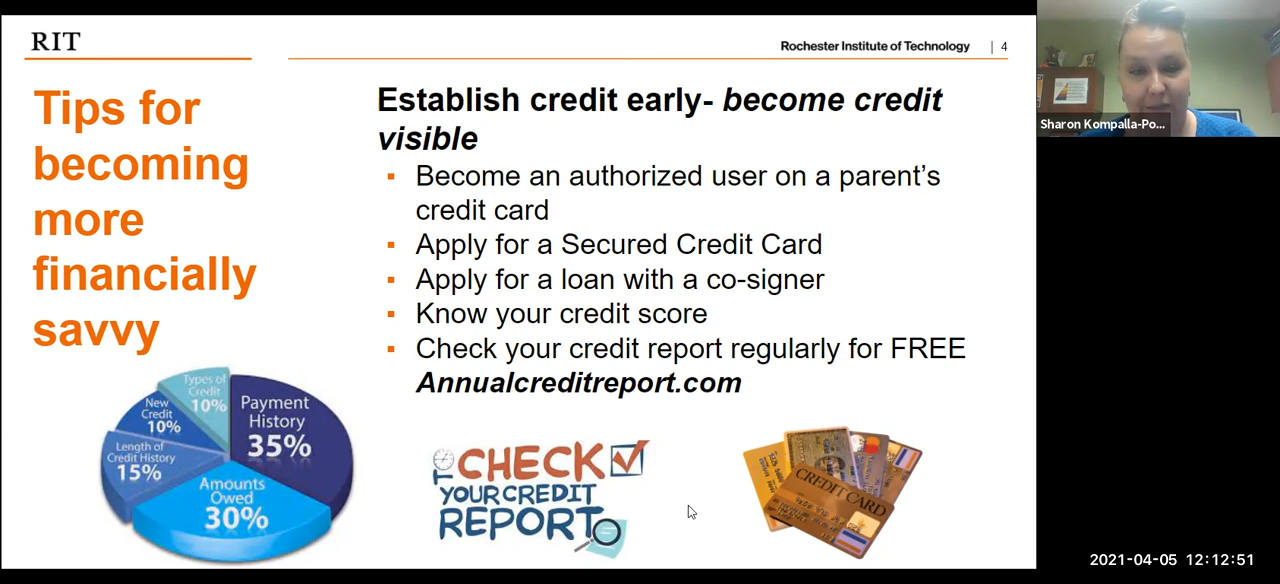 RIT
Rochester Institute of Technology | 4
Tips for
becoming
more
financially
savvy
Establish credit early- become credit
visible
▪ Become an authorized user on a parent’s
credit card
▪ Apply for a Secured Credit Card
▪ Apply for a loan with a co-signer
▪ Know your credit score
▪ Check your credit report regularly for FREE
Annualcreditreport.com
Types of
Credit
10%
New
Credit
10%
Length of
Credit History
15%
Payment
History
35%
Amounts
Owed
30%
CHECK
YOUR CREDIT
REPORT
CREDIT CARD
Sharon Kompalla-Po...
2021-04-05 12:12:51